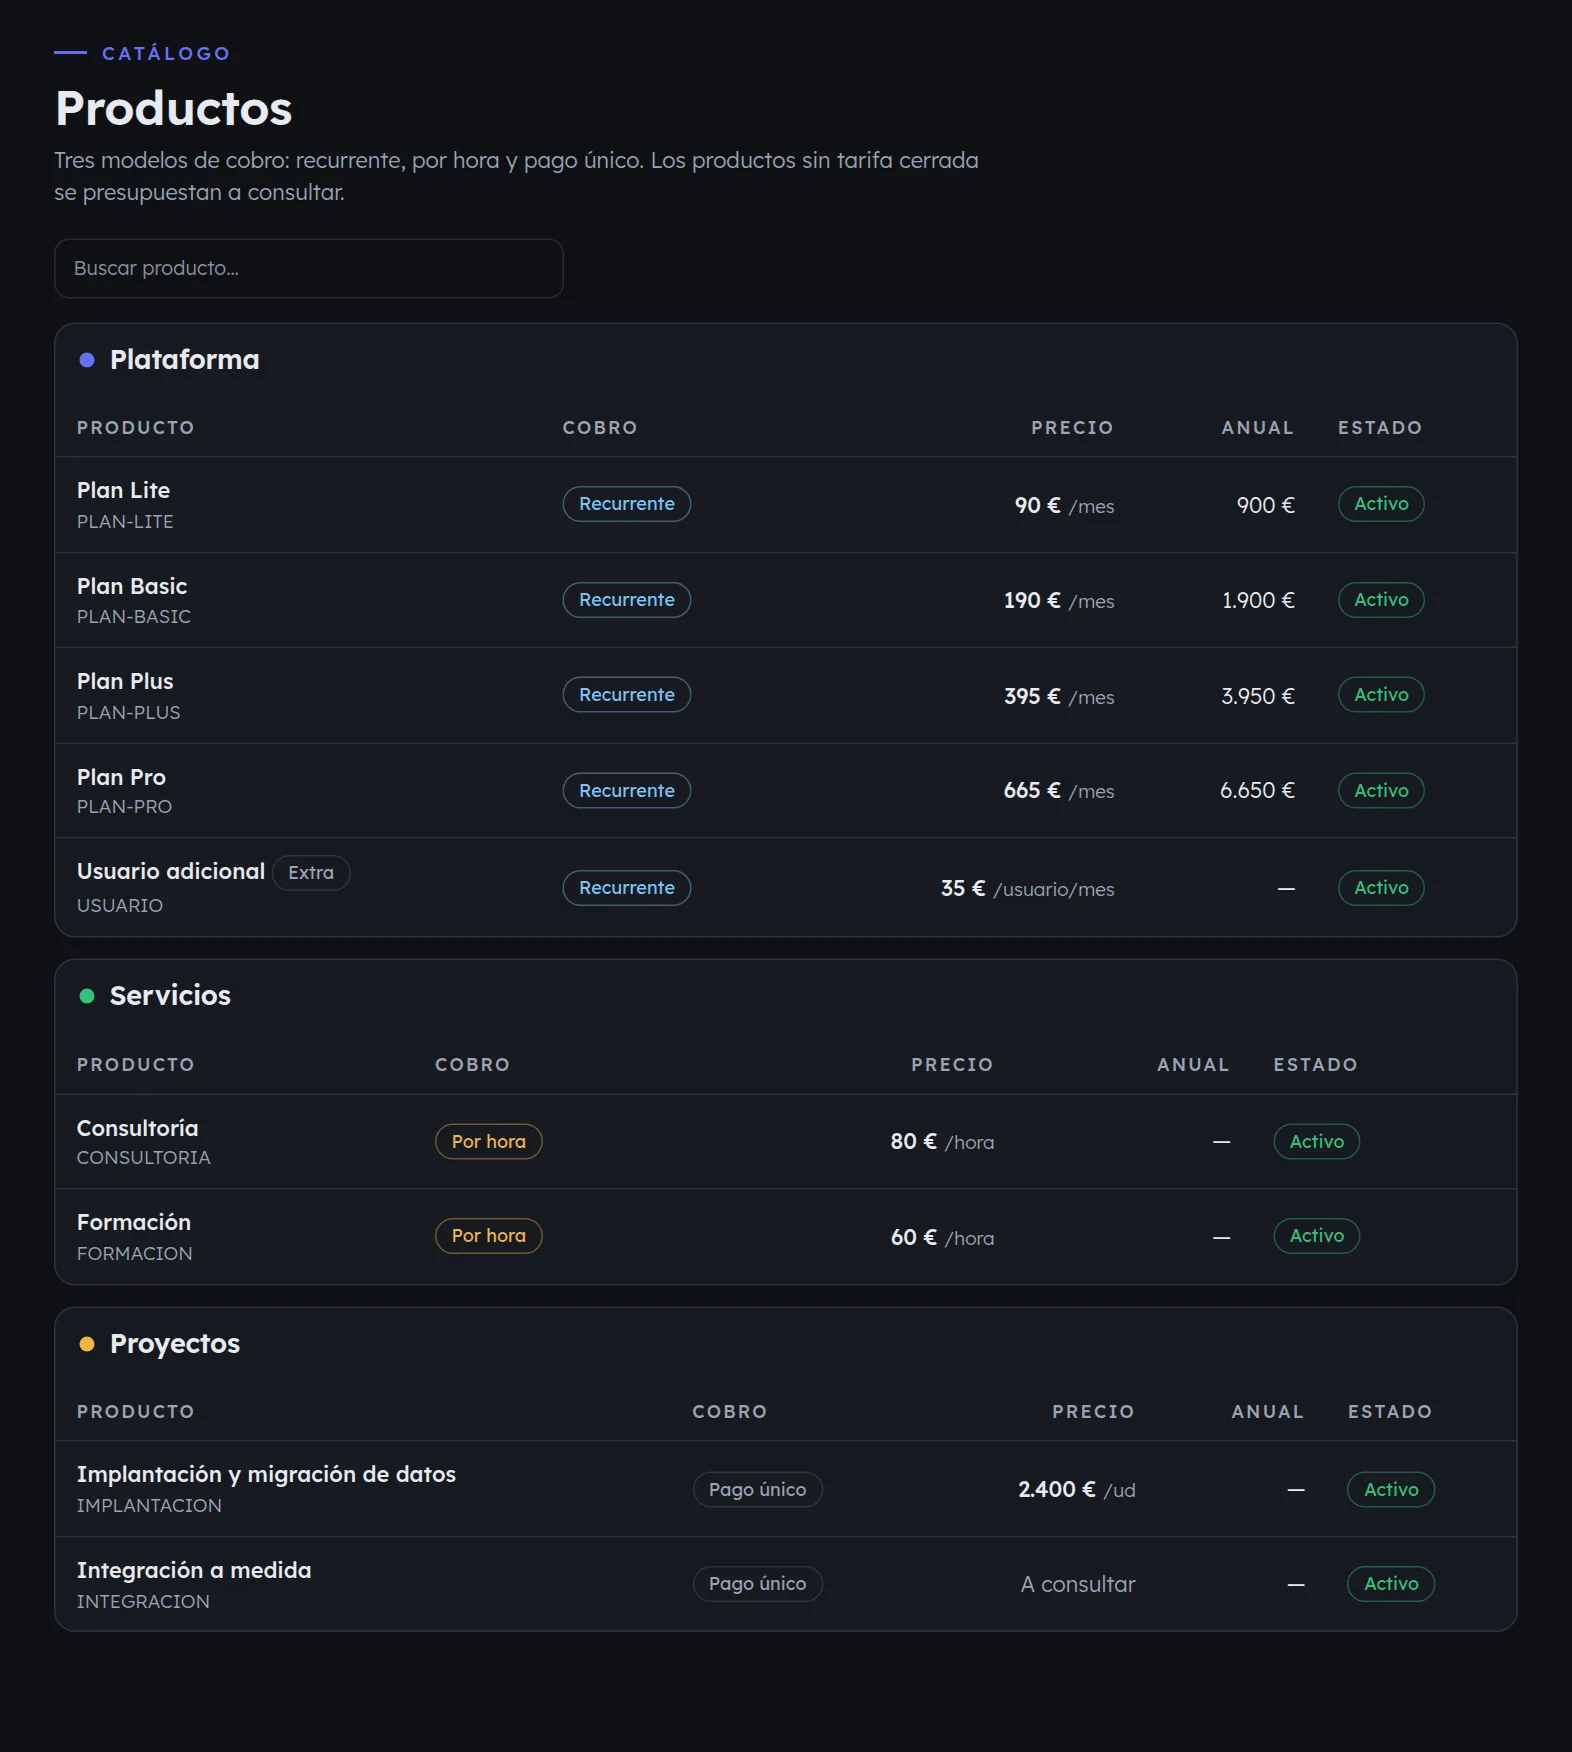 CATÁLOGO
Productos
Tres modelos de cobro: recurrente, por hora y pago único. Los productos sin tarifa cerrada
se presupuestan a consultar.
Buscar producto...
Plataforma
PRODUCTO COBRO PRECIO ANUAL ESTADO
Plan Lite Recurrente 90 € /mes 900 € Activo
PLAN-LITE
Plan Basic Recurrente 190 € /mes 1.900 € Activo
PLAN-BASIC
Plan Plus Recurrente 395 € /mes 3.950 € Activo
PLAN-PLUS
Plan Pro Recurrente 665 € /mes 6.650 € Activo
PLAN-PRO
Usuario adicional Extra Recurrente 35 € /usuario/mes — Activo
USUARIO
Servicios
PRODUCTO COBRO PRECIO ANUAL ESTADO
Consultoría Por hora 80 € /hora — Activo
CONSULTORIA
Formación Por hora 60 € /hora — Activo
FORMACION
Proyectos
PRODUCTO COBRO PRECIO ANUAL ESTADO
Implantación y migración de datos Pago único 2.400 € /ud — Activo
IMPLANTACION
Integración a medida Pago único A consultar — Activo
INTEGRACION